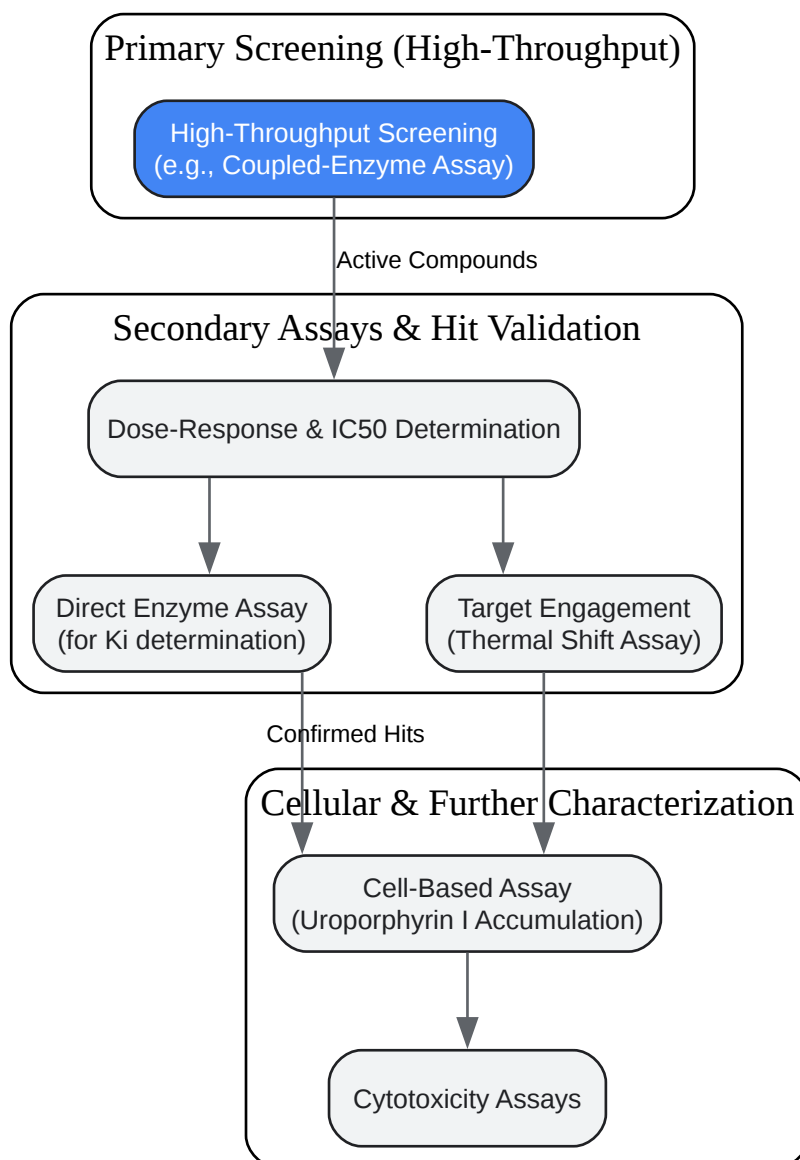 Primary Screening (High-Throughput)
High-Throughput Screening
(e.g., Coupled-Enzyme Assay)
Active Compounds
Secondary Assays & Hit Validation
Dose-Response & IC50 Determination
Direct Enzyme Assay
(for Ki determination)
Target Engagement
(Thermal Shift Assay)
Confirmed Hits
Cellular & Further Characterization
Cell-Based Assay
(Uroporphyrin I Accumulation)
Cytotoxicity Assays